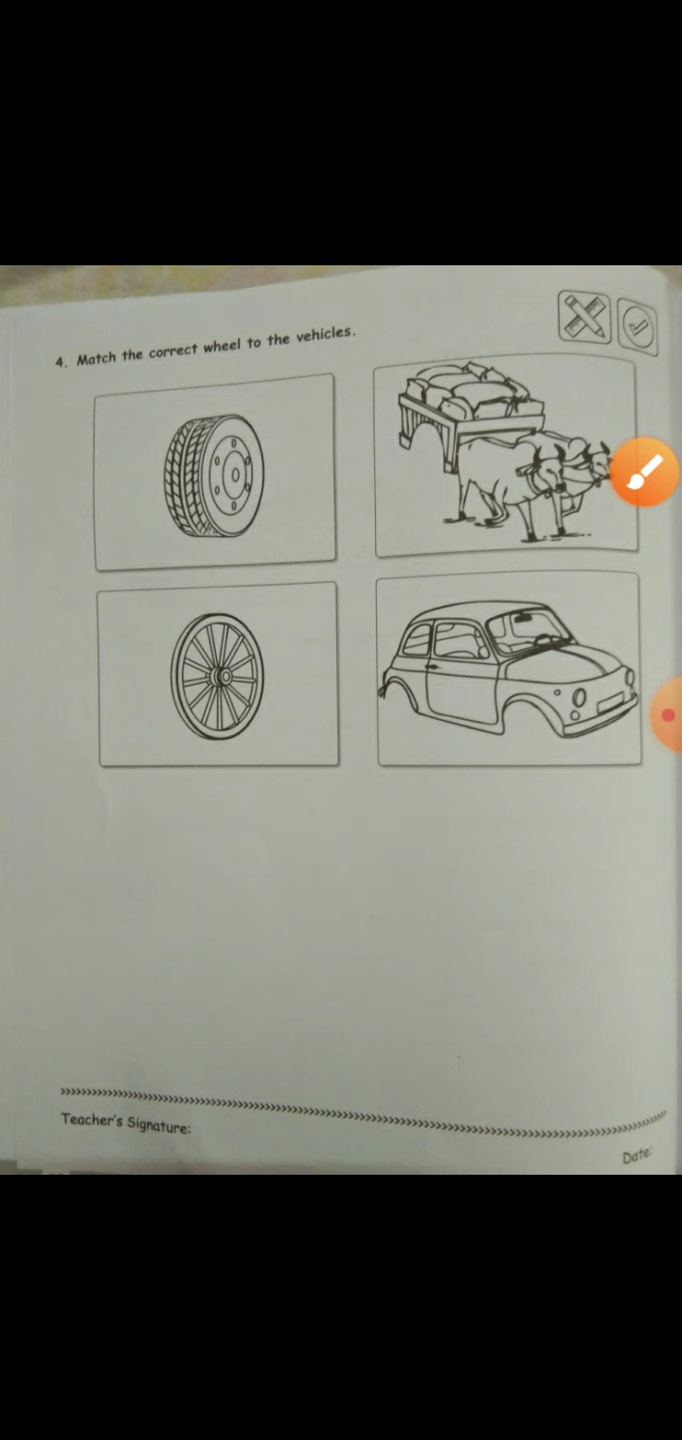 4. Match the correct wheel to the vehicles.
Teacher's Signature:
Date: